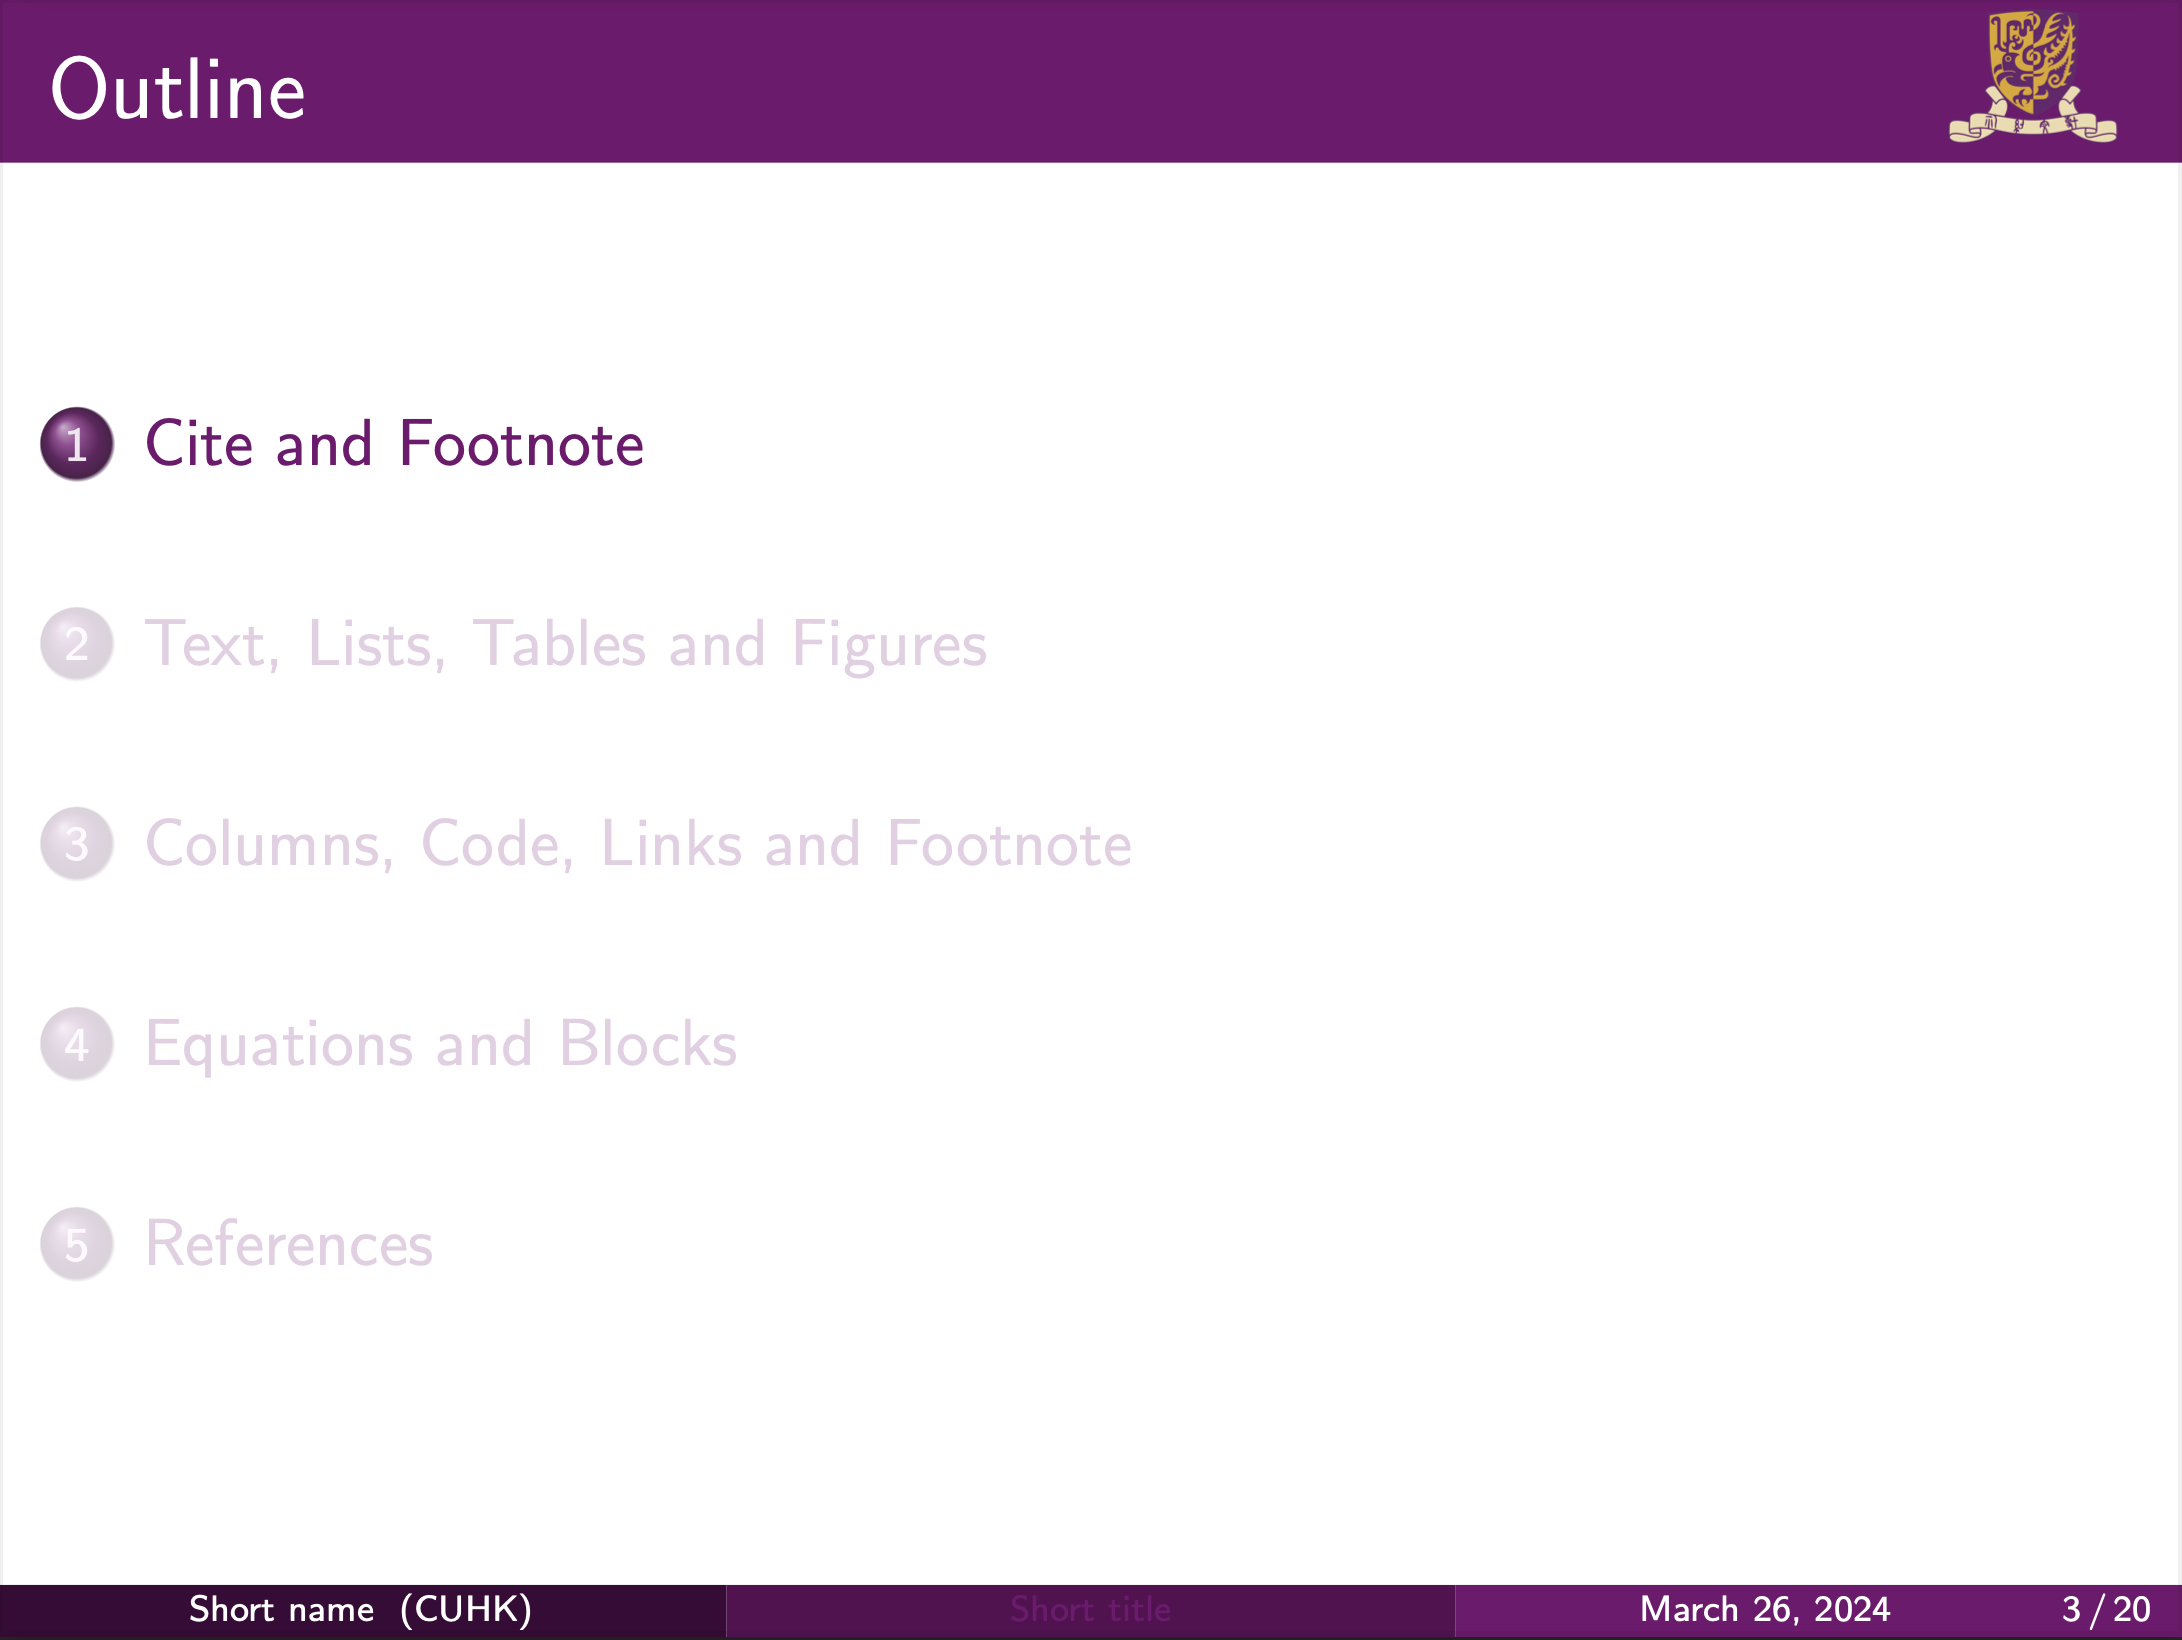 Outline
1 Cite and Footnote
2 Text, Lists, Tables and Figures
3 Columns, Code, Links and Footnote
4 Equations and Blocks
5 References
Short name (CUHK) Short title March 26, 2024 3 / 20